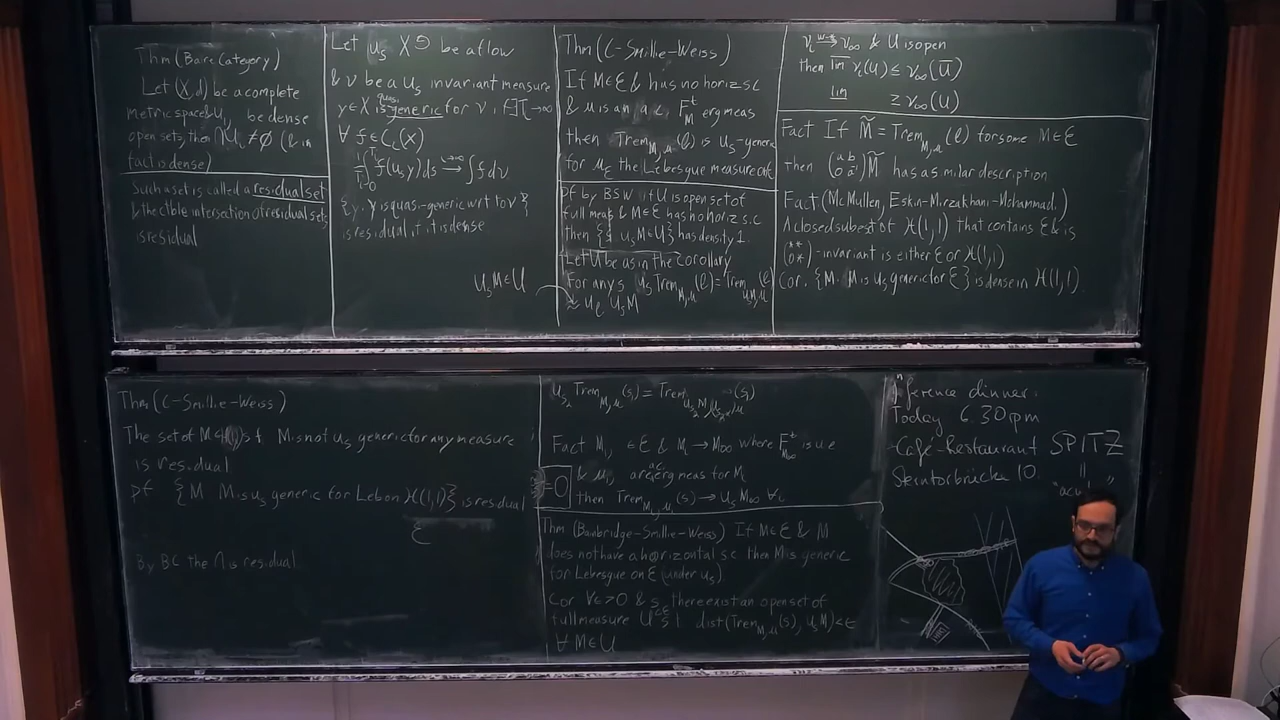 Thm (Baire Category)
Let (X,d) be a complete
metric space & U_i be dense
open sets, then ∩U_i ≠ ∅ (& in
fact is dense)
Such a set is called a residual set
& the ctble intersation of residual sets
is residual
Let u_s X be a flow
& ν be a u_s invariant measure
y ∈ X is quasi generic for ν if ∃T_i → ∞
∀ f ∈ C_c(X)
1/T_i ∫_0^{T_i} f(u_s y) ds → ∫ f dν
{y: y is quasi-generic wrt to ν}
is residual if it is dense
u_s M ∈ U
Thm (C-Smillie-Weiss)
If M ∈ E & has no horiz sc
& μ is an a.c. F_M^t erg meas
then Trem_{M,μ}(ℓ) is u_s-generic
for μ_E the Lebesgue measure on E
pf by BSW if U is open set of
full meas & M ∈ E has no horiz s.c
then {s: u_s M ∈ U} has density 1.
Let U be as in the Corollary
For any s u_s Trem_{M,μ}(ℓ) = Trem_{u_s M,μ}(ℓ)
≈ u_ℓ u_s M
ν_i → ν_∞ & U is open
then lim ν_i(U) ≤ ν_∞(U̅)
lim ≥ ν_∞(U)
Fact If M̃ = Trem_{M,μ}(ℓ) for some M ∈ E
then (a b 0 a⁻¹) M̃ has a similar description
Fact (McMullen, Eskin-Mirzakhani-Mohammadi)
A closed subset of H(1,1) that contains E & is
(* * 0 *)-invariant is either E or H(1,1)
Cor. {M: M is u_s generic for E} is dense in H(1,1)
Thm (C-Smillie-Weiss)
The set of M ∈ H(1,1) s.t. M is not u_s generic for any measure
is residual
pf {M: M is u_s generic for Leb on H(1,1)} is residual
E
By BC the ∩ is residual
Trem_{M,μ}(s)
Fact M_i ∈ E & M_i → M_∞ where F_{M_∞}^t is u.e
& μ_i are ac erg meas for M_i
then Trem_{M_i,μ_i}(s) → u_s M_∞
=0
Thm (Bainbridge-Smillie-Weiss) If M ∈ E & M
does not have a horizontal s.c then M is generic
for Lebesgue on E (under u_s).
Cor ∀ε>0 & s, there exist an open set of
full measure U s.t. dist(Trem_{M,μ}(s), u_s M) < ε
∀ M ∈ U
dinner:
Today 6.30pm
Café-Restaurant SPITZ
10.